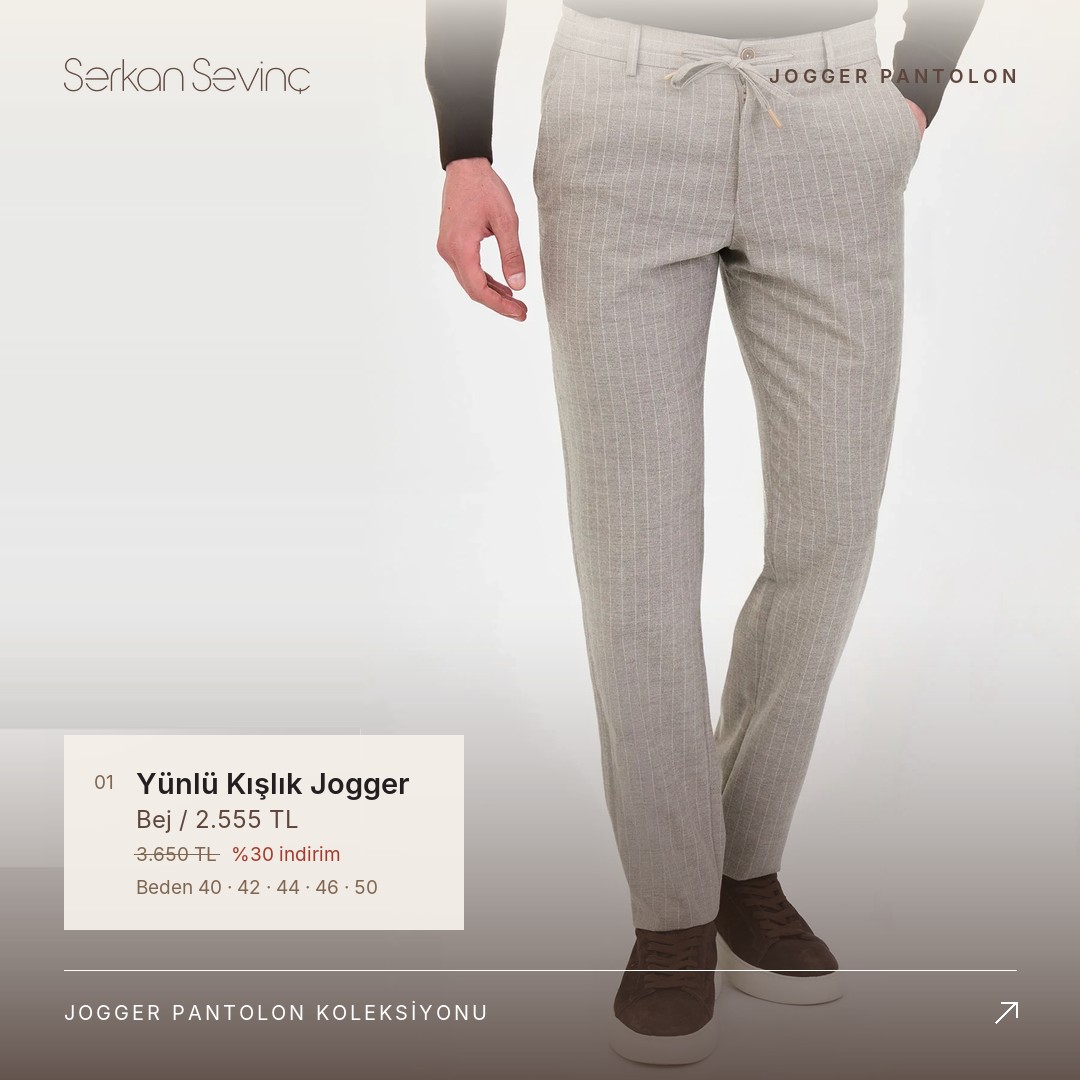 Serkan Sevinç
JOGGER PANTOLON
01
Yünlü Kışlık Jogger
Bej / 2.555 TL
3.650 TL %30 indirim
Beden 40 · 42 · 44 · 46 · 50
JOGGER PANTOLON KOLEKSİYONU